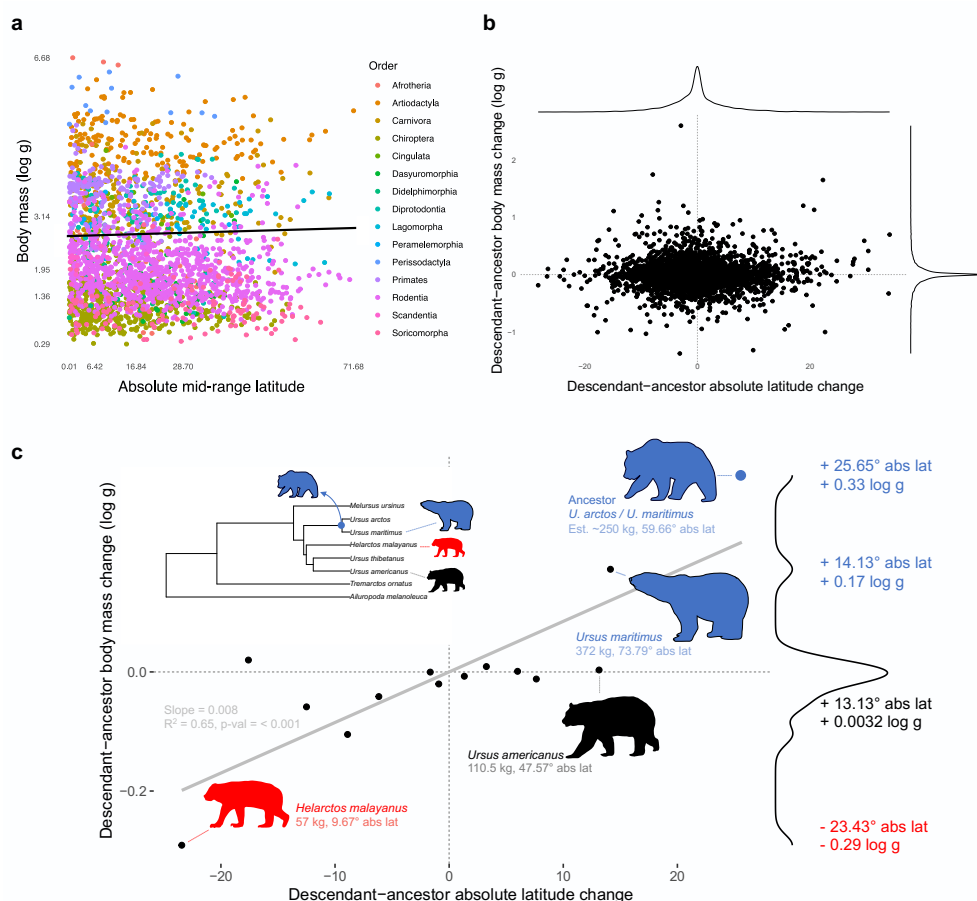 a
Body mass (log g)
6.68
3.14
1.95
1.36
0.29
0.01 6.42 16.84 28.70 71.68
Absolute mid-range latitude
Order
Afrotheria
Artiodactyla
Carnivora
Chiroptera
Cingulata
Dasyuromorphia
Didelphimorphia
Diprotodontia
Lagomorpha
Peramelemorphia
Perissodactyla
Primates
Rodentia
Scandentia
Soricomorpha
b
Descendant−ancestor body mass change (log g)
2
1
0
−1
−20 0 20
Descendant−ancestor absolute latitude change
c
Descendant−ancestor body mass change (log g)
0.0
−0.2
Melursus ursinus
Ursus arctos
Ursus maritimus
Helarctos malayanus
Ursus thibetanus
Ursus americanus
Tremarctos ornatus
Ailuropoda melanoleuca
Ancestor
U. arctos / U. maritimus
Est. ~250 kg, 59.66° abs lat
Ursus maritimus
372 kg, 73.79° abs lat
Slope = 0.008
R² = 0.65, p-val = < 0.001
Ursus americanus
110.5 kg, 47.57° abs lat
Helarctos malayanus
57 kg, 9.67° abs lat
+ 25.65° abs lat
+ 0.33 log g
+ 14.13° abs lat
+ 0.17 log g
+ 13.13° abs lat
+ 0.0032 log g
- 23.43° abs lat
- 0.29 log g
−20 −10 0 10 20
Descendant−ancestor absolute latitude change